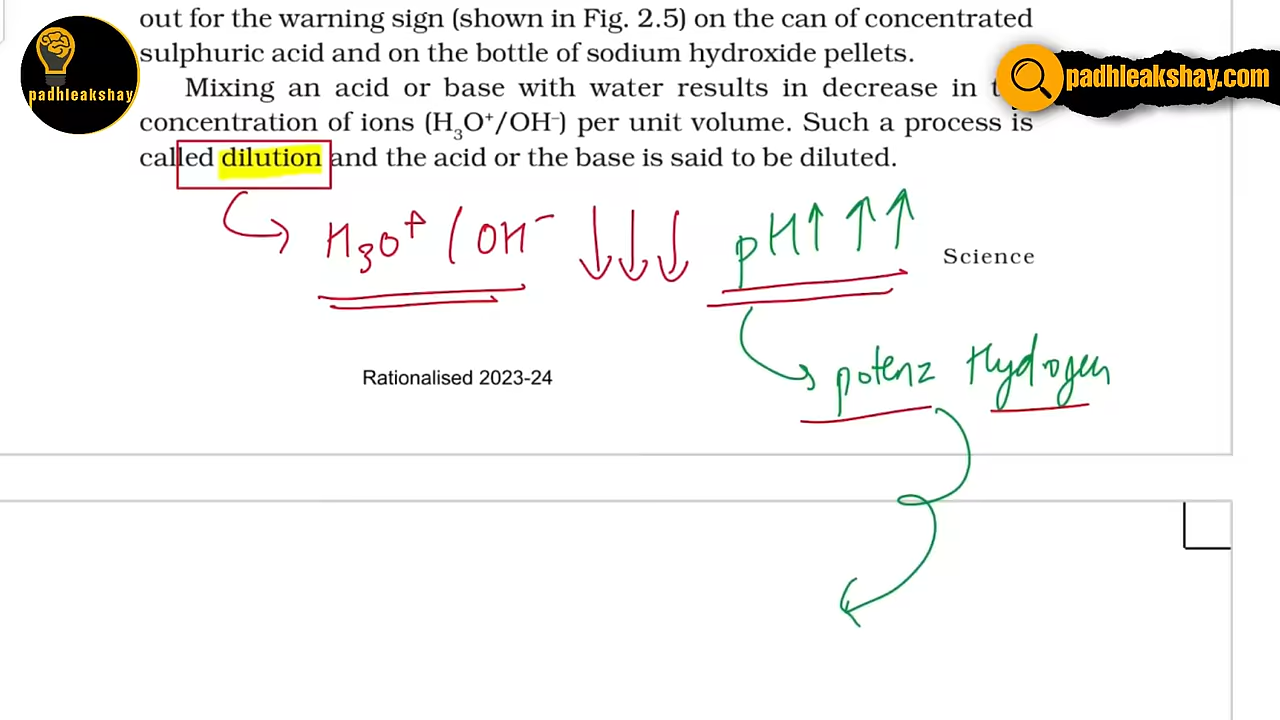 out for the warning sign (shown in Fig. 2.5) on the can of concentrated
sulphuric acid and on the bottle of sodium hydroxide pellets.
padhleakshay
padhleakshay.com
Mixing an acid or base with water results in decrease in
concentration of ions (H₃O⁺/OH⁻) per unit volume. Such a process is
called dilution and the acid or the base is said to be diluted.
H₃O⁺ / OH⁻ ↓↓↓ pH↑ ↑ ↑
Science
potenz Hydrogen
Rationalised 2023-24